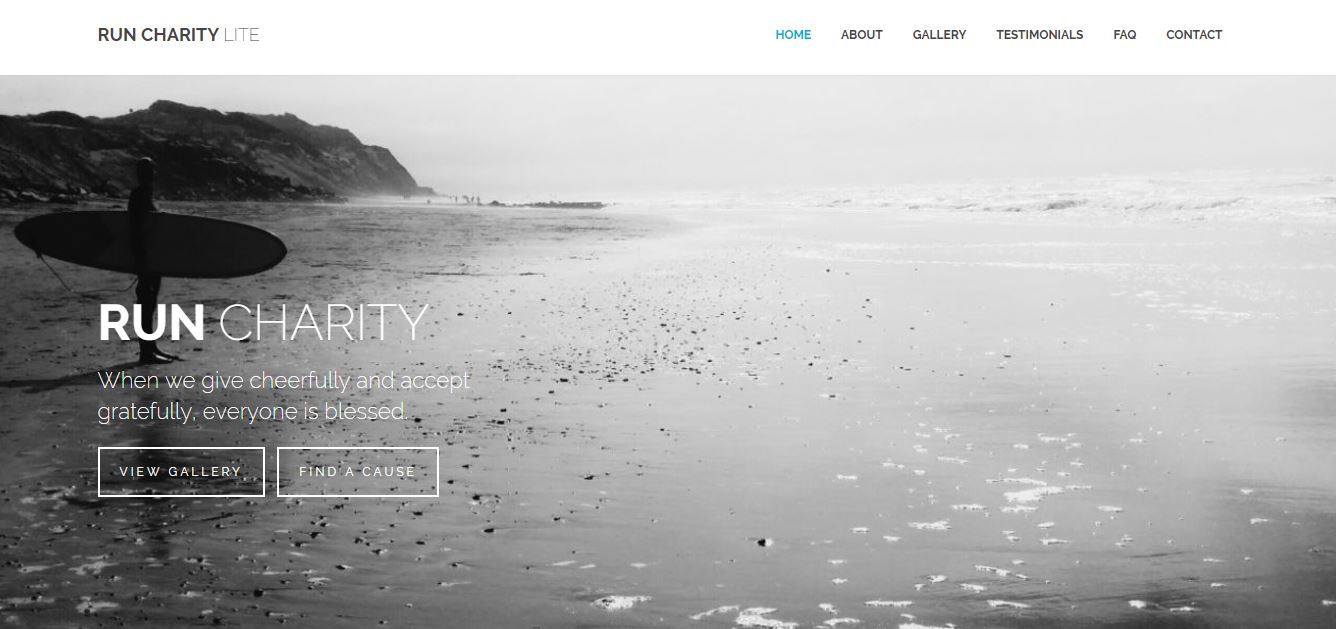 RUN CHARITY LITE
HOME ABOUT GALLERY TESTIMONIALS FAQ CONTACT
RUN CHARITY
When we give cheerfully and accept
gratefully, everyone is blessed.
VIEW GALLERY FIND A CAUSE